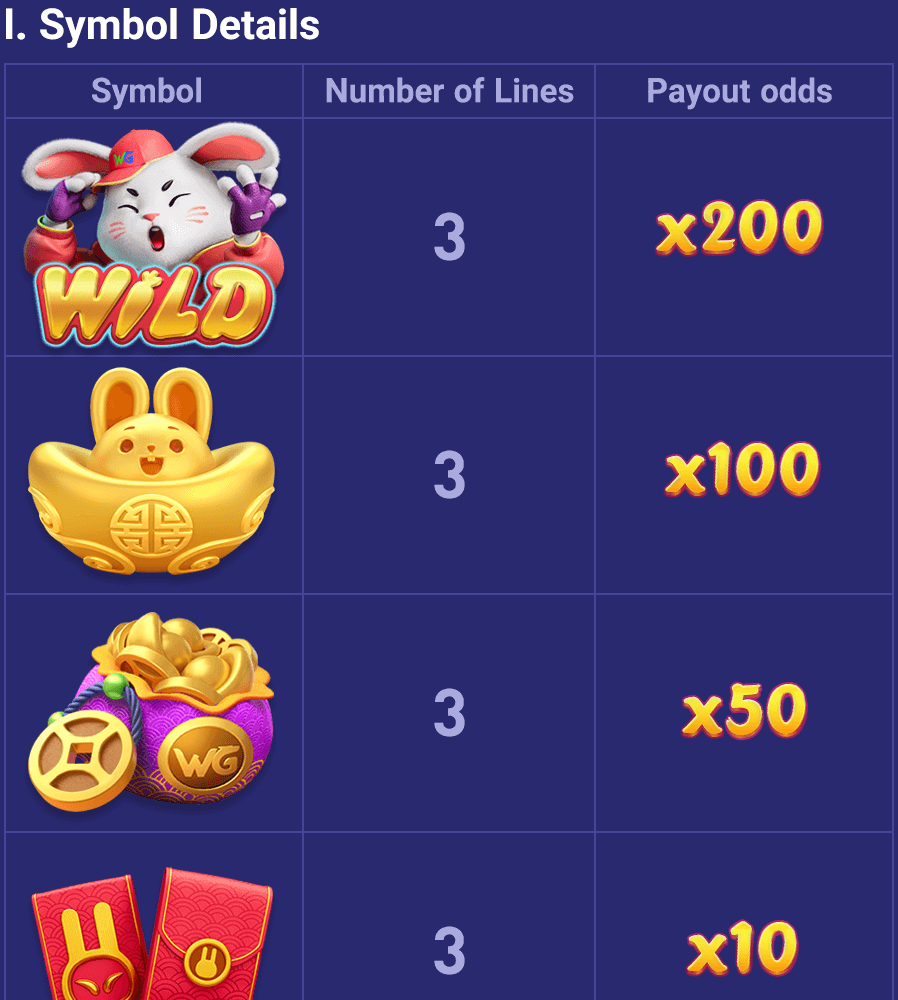 I. Symbol Details
Symbol Number of Lines Payout odds
WG
WiLD
3 x200
3 x100
WG
3 x50
3 x10